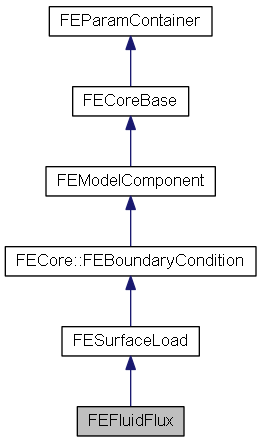 FEParamContainer
FECoreBase
FEModelComponent
FECore::FEBoundaryCondition
FESurfaceLoad
FEFluidFlux